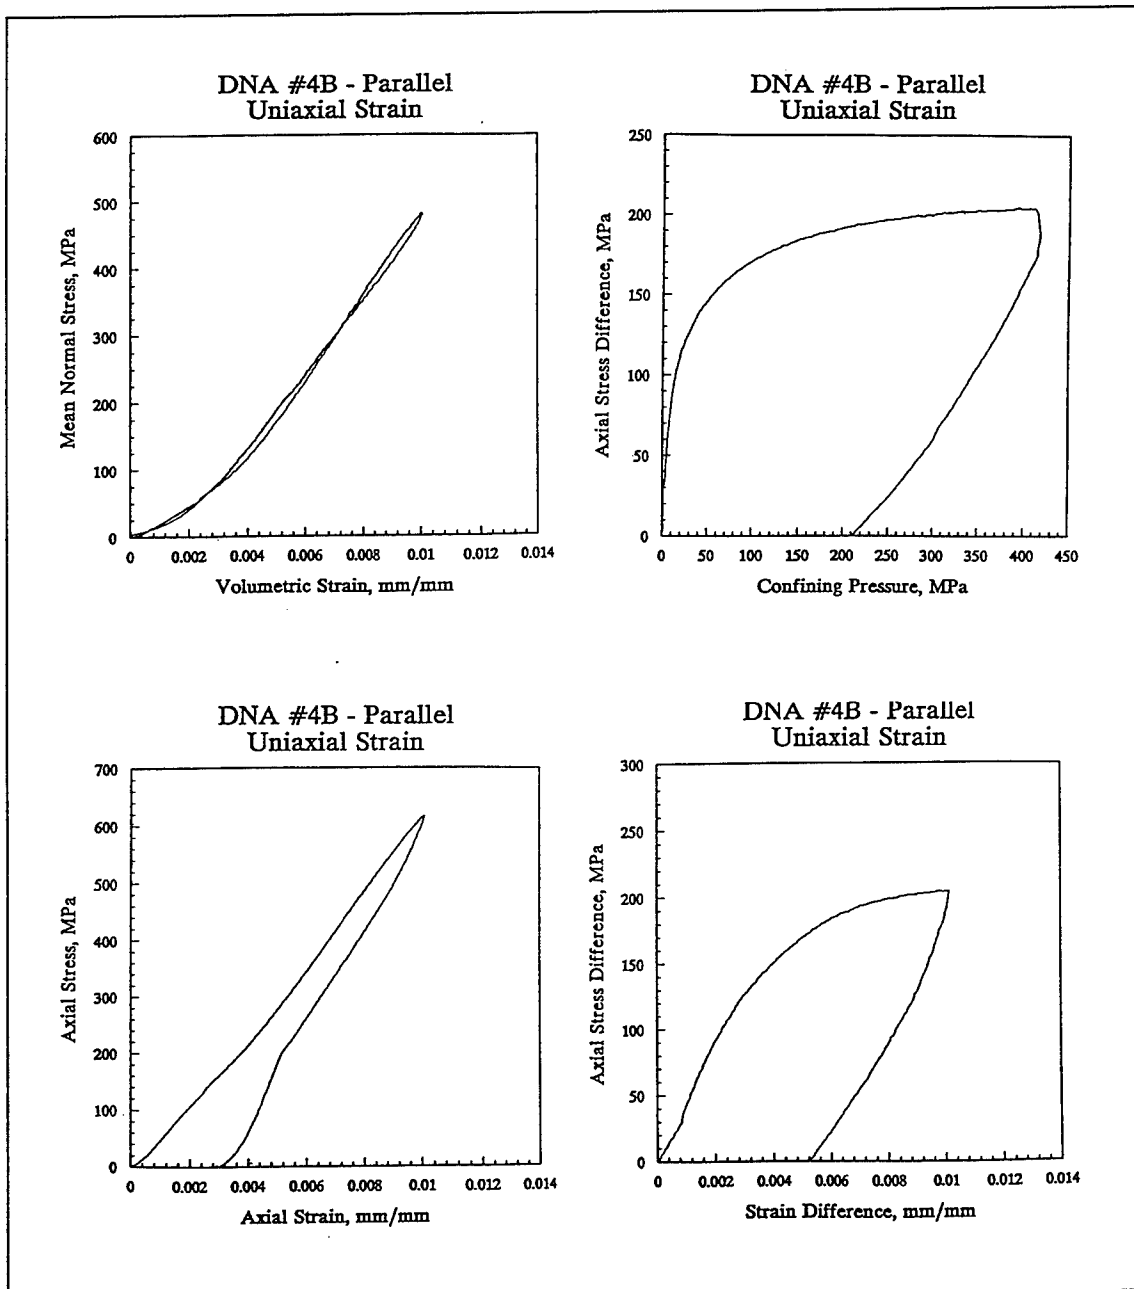 DNA #4B - Parallel
Uniaxial Strain
600
500
400
300
200
100
0
Mean Normal Stress, MPa
0 0.002 0.004 0.006 0.008 0.01 0.012 0.014
Volumetric Strain, mm/mm
DNA #4B - Parallel
Uniaxial Strain
250
200
150
100
50
0
Axial Stress Difference, MPa
0 50 100 150 200 250 300 350 400 450
Confining Pressure, MPa
DNA #4B - Parallel
Uniaxial Strain
700
600
500
400
300
200
100
0
Axial Stress, MPa
0 0.002 0.004 0.006 0.008 0.01 0.012 0.014
Axial Strain, mm/mm
DNA #4B - Parallel
Uniaxial Strain
300
250
200
150
100
50
0
Axial Stress Difference, MPa
0 0.002 0.004 0.006 0.008 0.01 0.012 0.014
Strain Difference, mm/mm